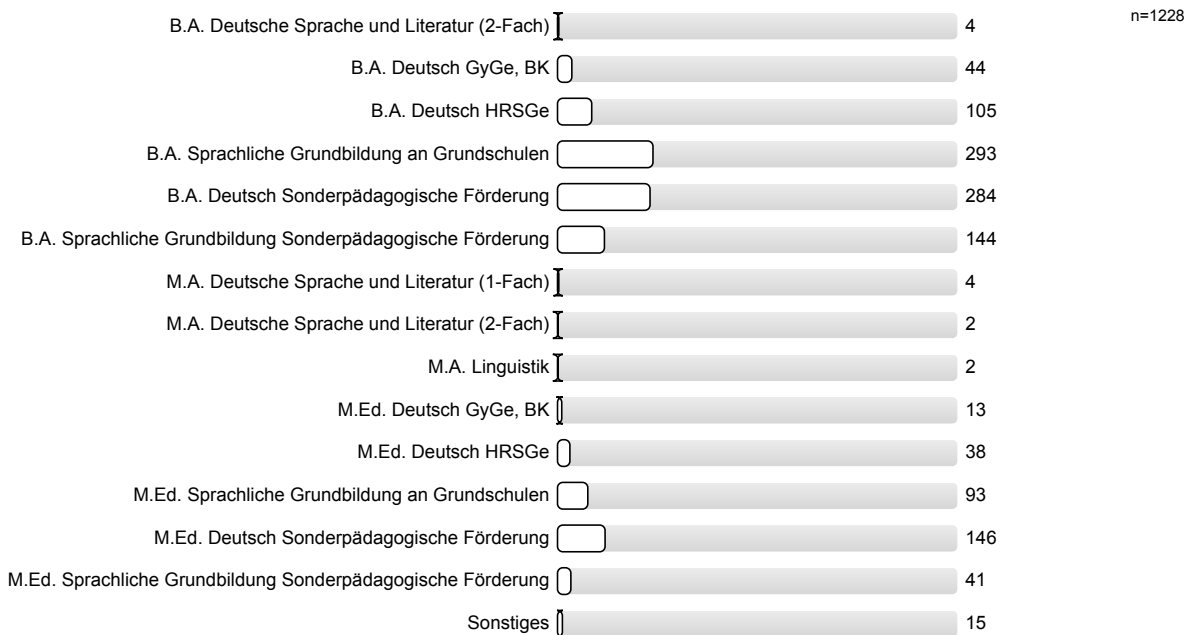 n=1228
B.A. Deutsche Sprache und Literatur (2-Fach) 4
B.A. Deutsch GyGe, BK 44
B.A. Deutsch HRSGe 105
B.A. Sprachliche Grundbildung an Grundschulen 293
B.A. Deutsch Sonderpädagogische Förderung 284
B.A. Sprachliche Grundbildung Sonderpädagogische Förderung 144
M.A. Deutsche Sprache und Literatur (1-Fach) 4
M.A. Deutsche Sprache und Literatur (2-Fach) 2
M.A. Linguistik 2
M.Ed. Deutsch GyGe, BK 13
M.Ed. Deutsch HRSGe 38
M.Ed. Sprachliche Grundbildung an Grundschulen 93
M.Ed. Deutsch Sonderpädagogische Förderung 146
M.Ed. Sprachliche Grundbildung Sonderpädagogische Förderung 41
Sonstiges 15